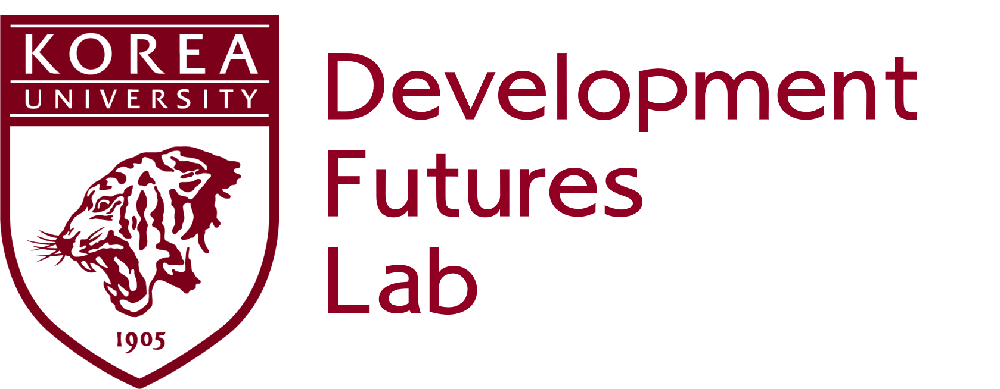 KOREA
UNIVERSITY
1905
Development
Futures
Lab